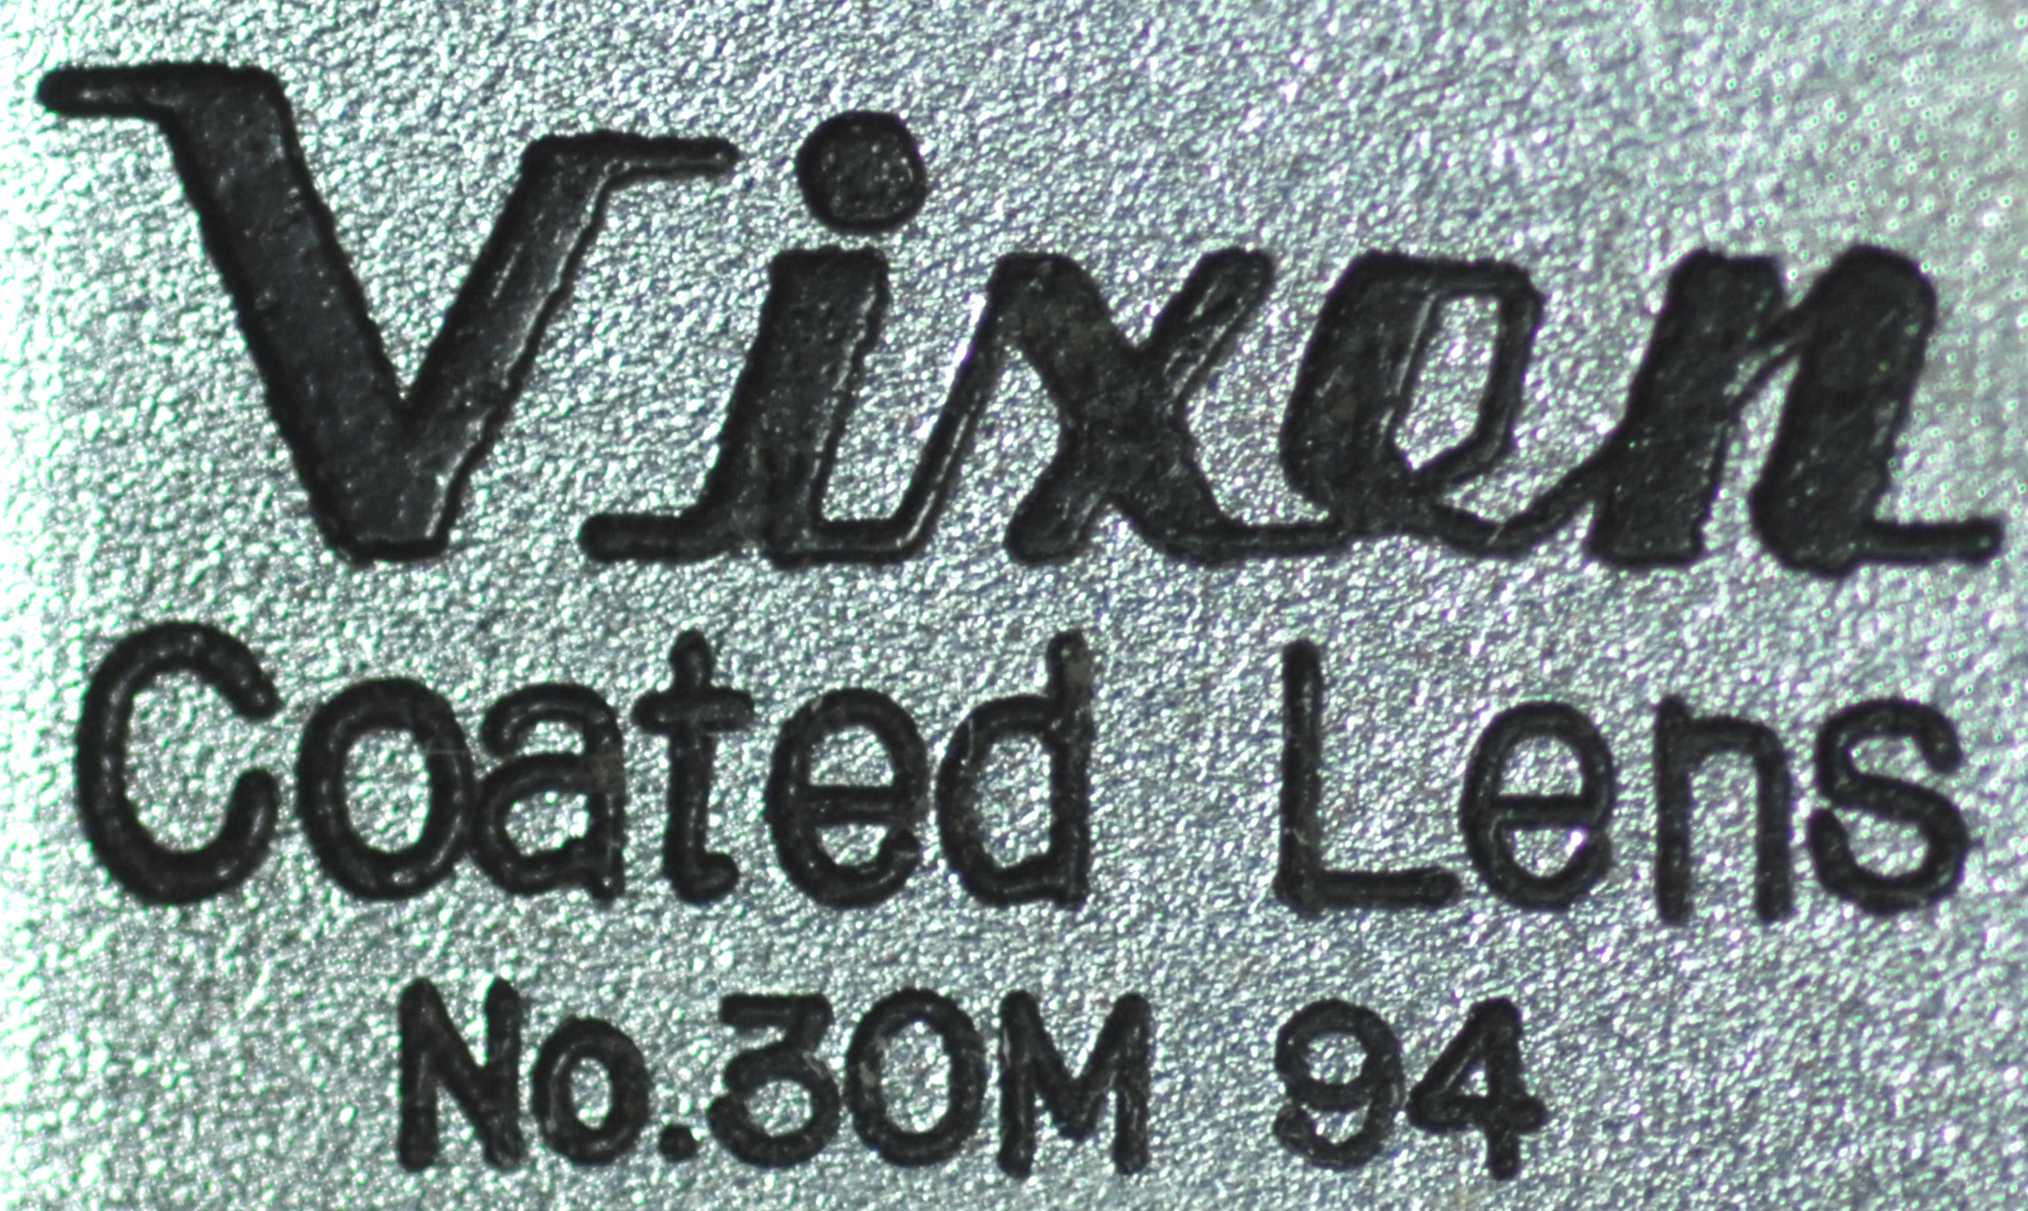 Vixen
Coated Lens
No.30M 94